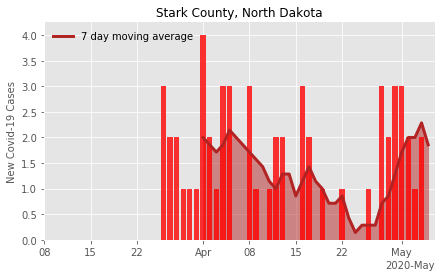 Stark County, North Dakota
7 day moving average
New Covid-19 Cases
4.0
3.5
3.0
2.5
2.0
1.5
1.0
0.5
0.0
08 15 22 Apr 08 15 22 May
2020-May